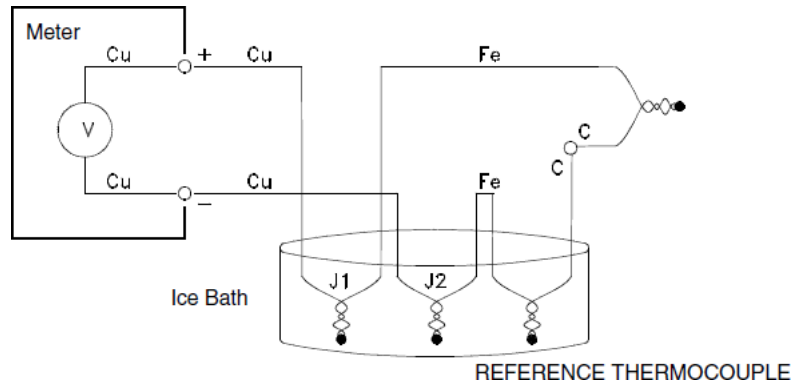 Meter
Cu + Cu Fe
V
C
C
Cu – Cu Fe
J1 J2
Ice Bath
REFERENCE THERMOCOUPLE